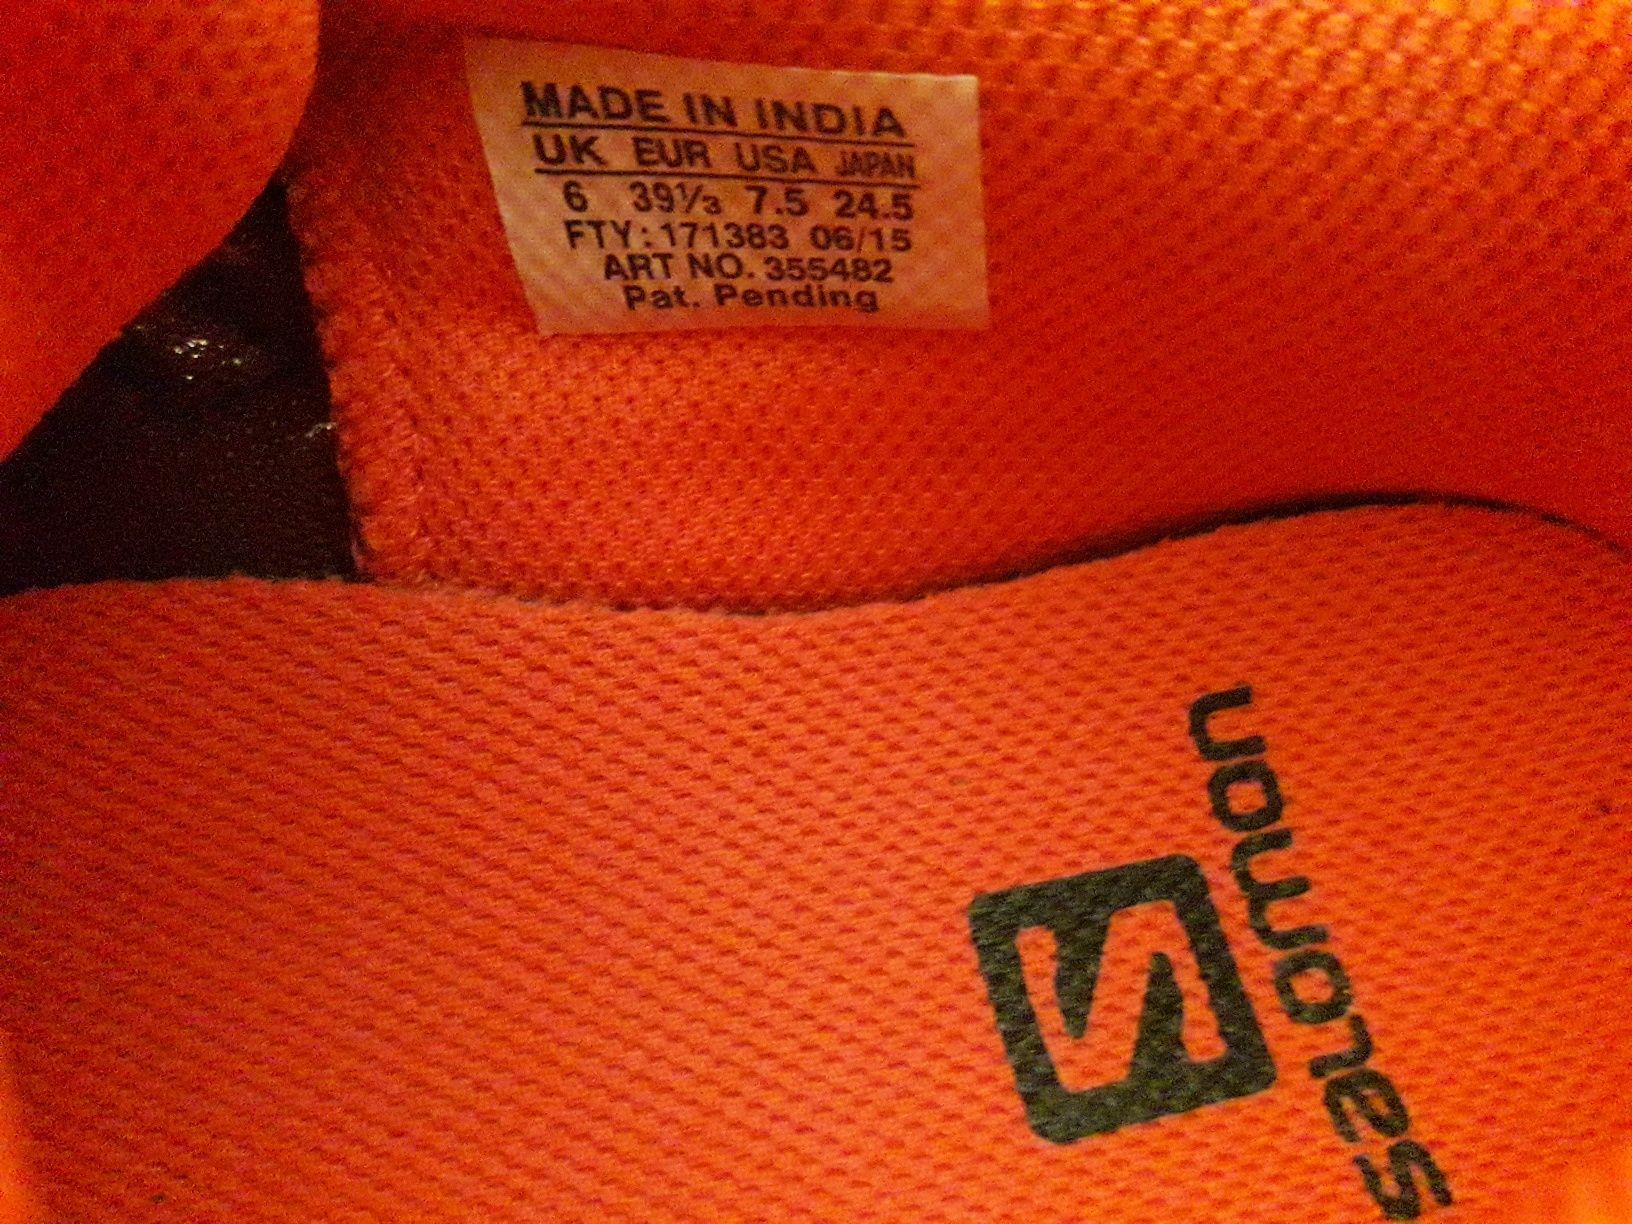 MADE IN INDIA
UK EUR USA JAPAN
6 39⅓ 7.5 24.5
FTY: 171383 06/15
ART NO. 355482
Pat. Pending
salomon